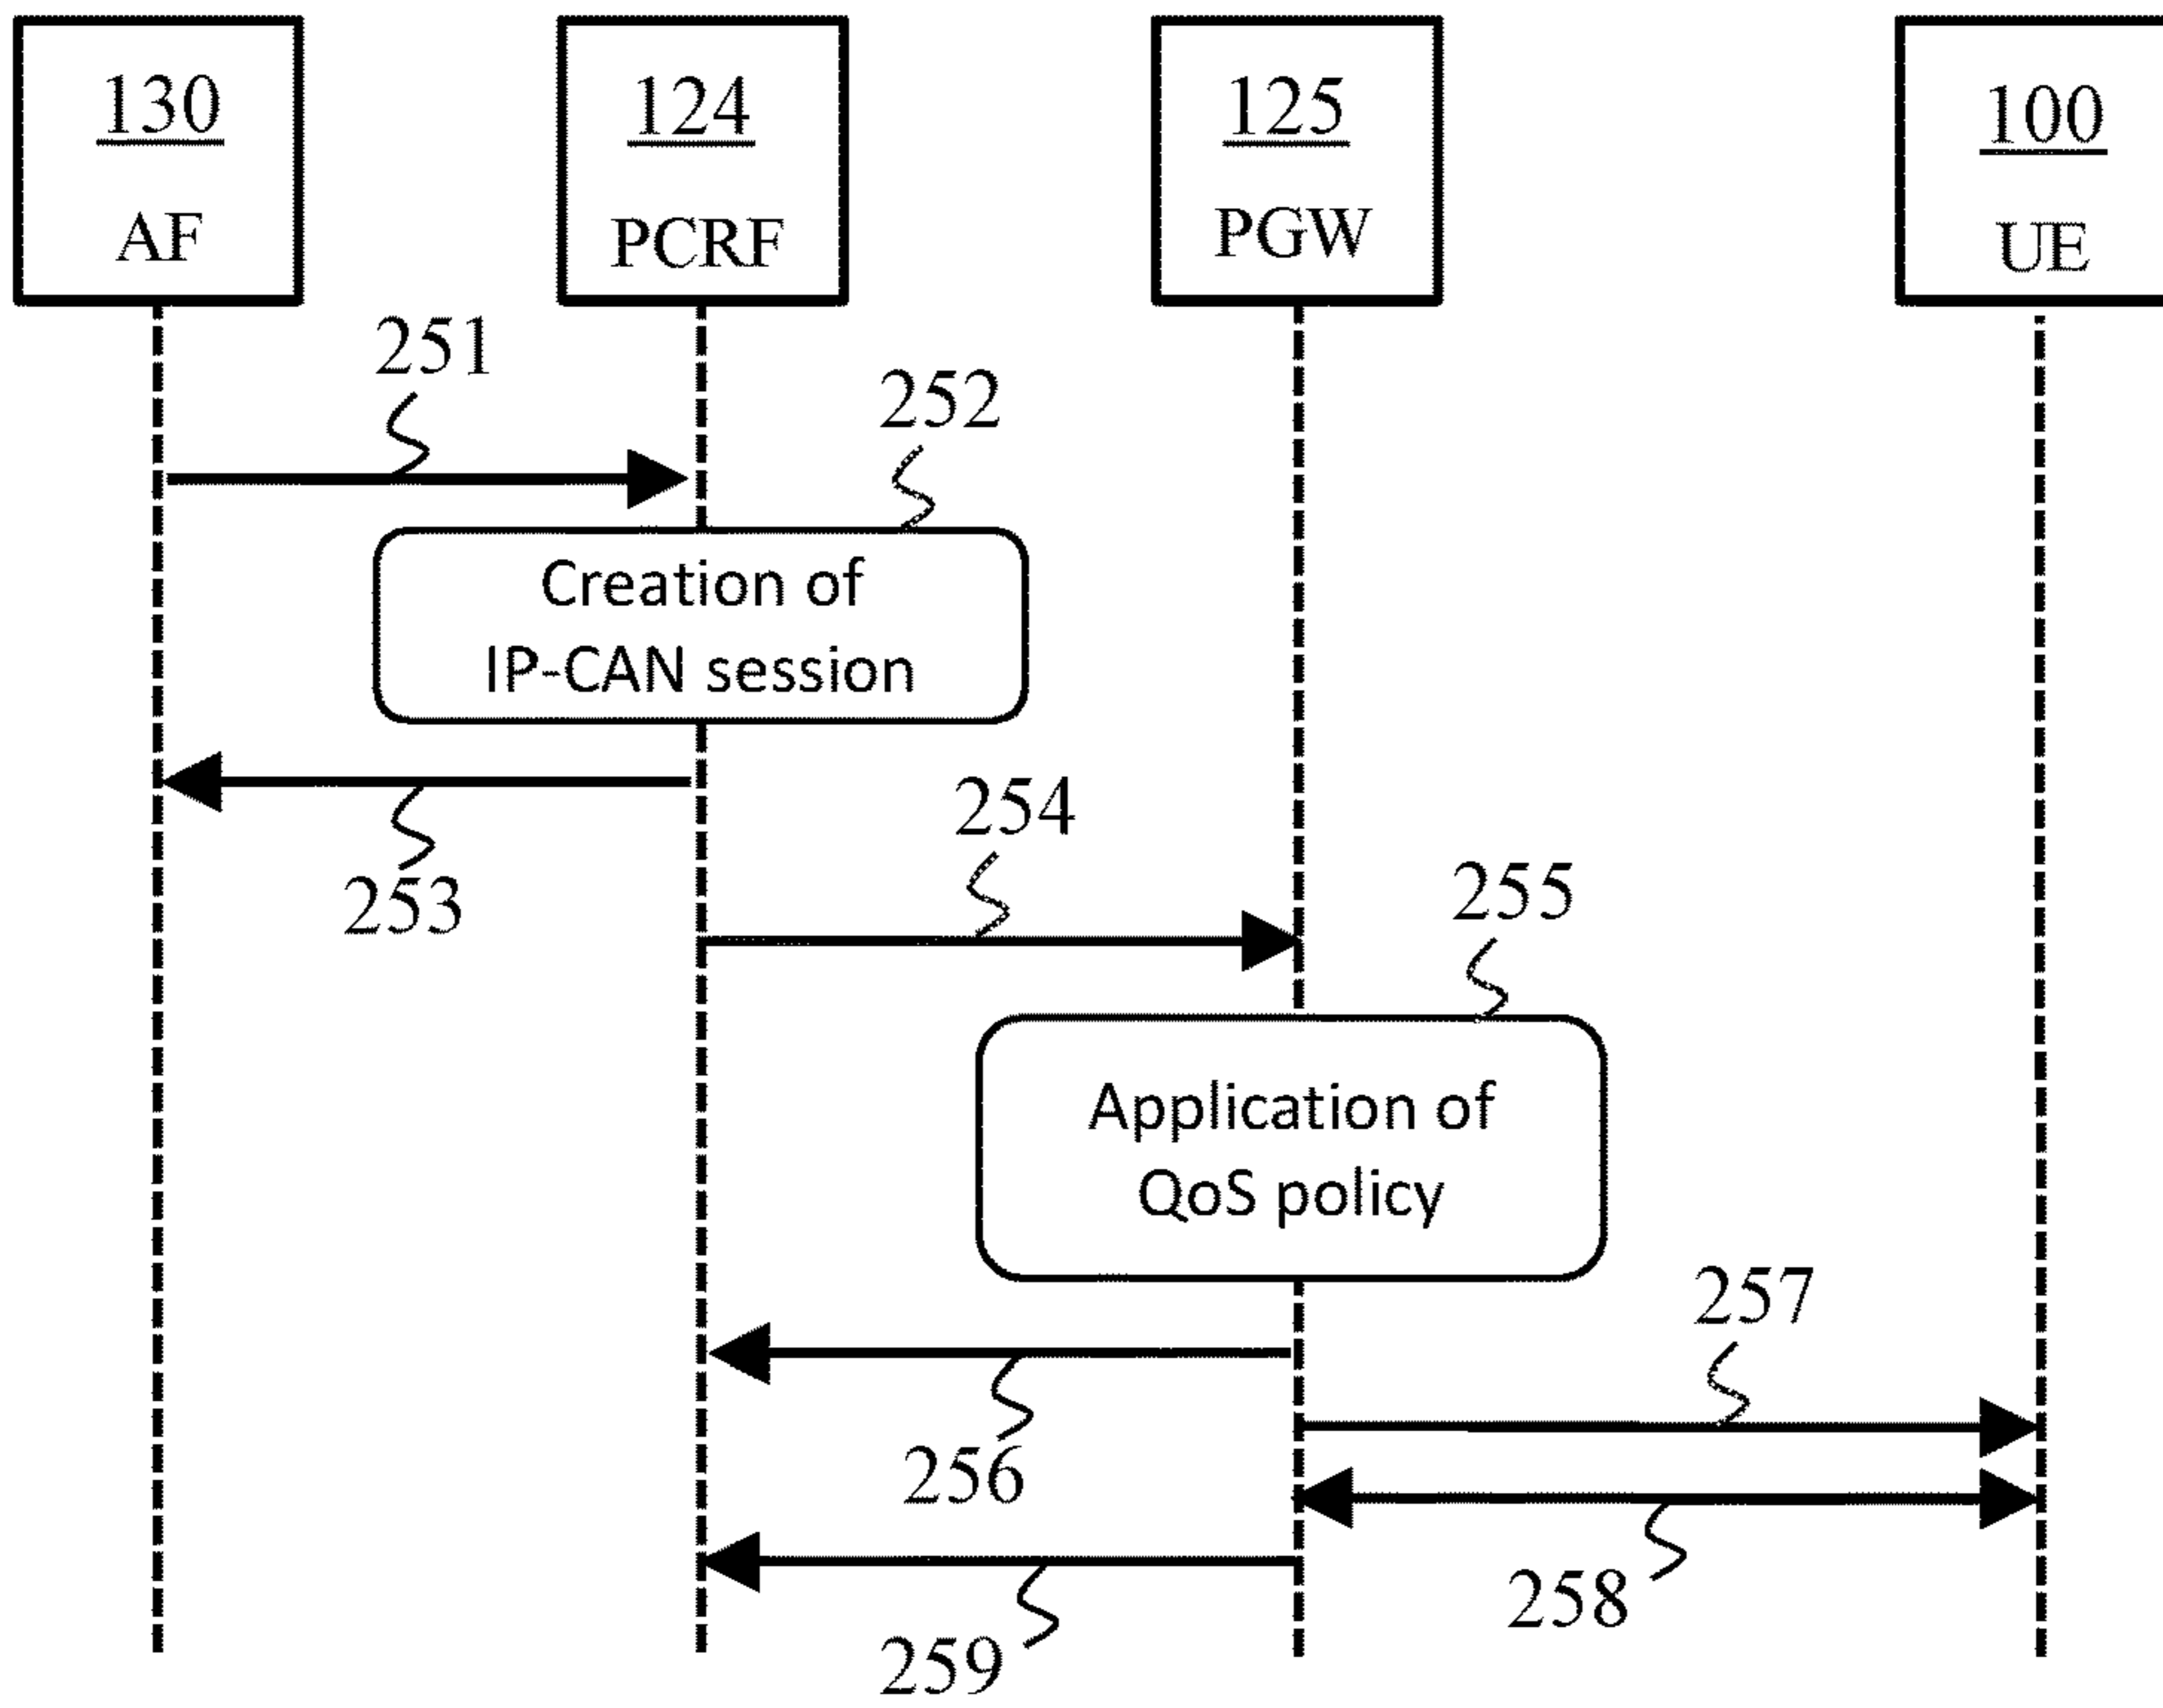 130
AF
124
PCRF
125
PGW
100
UE
251
252
Creation of
IP-CAN session
253
254
255
Application of
QoS policy
256
257
258
259